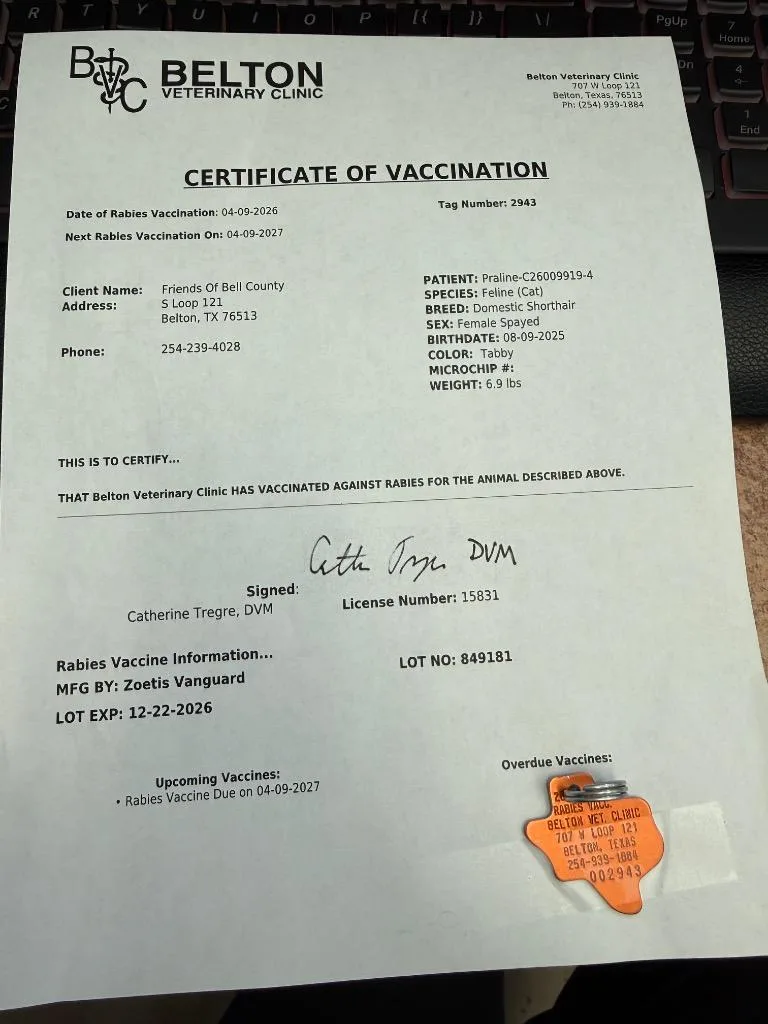 R T Y U I O P [{ ]} \| PgUp 7
Home
Dn 4
C
1
End
BVC
BELTON
VETERINARY CLINIC
Belton Veterinary Clinic
707 W Loop 121
Belton, Texas, 76513
Ph: (254) 939-1884
CERTIFICATE OF VACCINATION
Date of Rabies Vaccination: 04-09-2026
Tag Number: 2943
Next Rabies Vaccination On: 04-09-2027
Client Name: Friends Of Bell County
Address: S Loop 121
Belton, TX 76513
Phone: 254-239-4028
PATIENT: Praline-C26009919-4
SPECIES: Feline (Cat)
BREED: Domestic Shorthair
SEX: Female Spayed
BIRTHDATE: 08-09-2025
COLOR: Tabby
MICROCHIP #:
WEIGHT: 6.9 lbs
THIS IS TO CERTIFY...
THAT Belton Veterinary Clinic HAS VACCINATED AGAINST RABIES FOR THE ANIMAL DESCRIBED ABOVE.
DVM
Signed:
Catherine Tregre, DVM
License Number: 15831
Rabies Vaccine Information...
MFG BY: Zoetis Vanguard
LOT NO: 849181
LOT EXP: 12-22-2026
Upcoming Vaccines:
• Rabies Vaccine Due on 04-09-2027
Overdue Vaccines:
RABIES VACC.
BELTON VET. CLINIC
707 W LOOP 121
BELTON, TEXAS
254-939-1884
002943